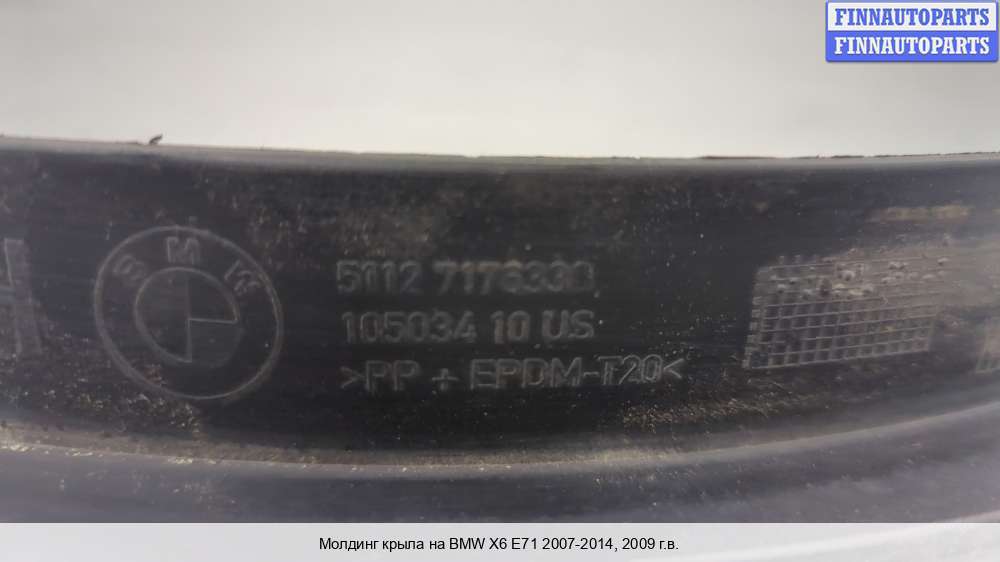 FINNAUTOPARTS
FINNAUTOPARTS
BMW
5112 7176330
105034 10 US
>PP + EPDM-T20<
Молдинг крыла на BMW X6 E71 2007-2014, 2009 г.в.